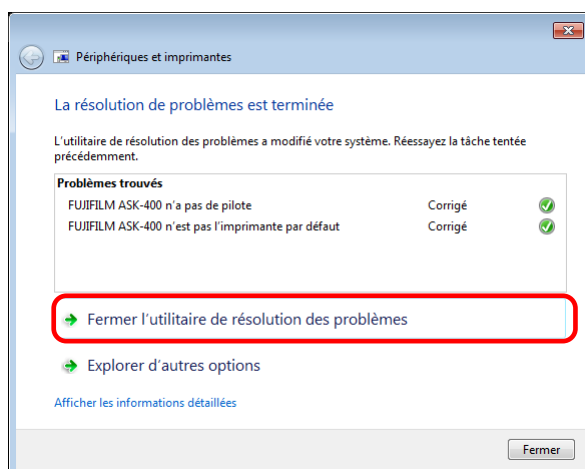 Périphériques et imprimantes
La résolution de problèmes est terminée
L'utilitaire de résolution des problèmes a modifié votre système. Réessayez la tâche tentée
précédemment.
Problèmes trouvés
FUJIFILM ASK-400 n'a pas de pilote Corrigé
FUJIFILM ASK-400 n'est pas l'imprimante par défaut Corrigé
Fermer l'utilitaire de résolution des problèmes
Explorer d'autres options
Afficher les informations détaillées
Fermer